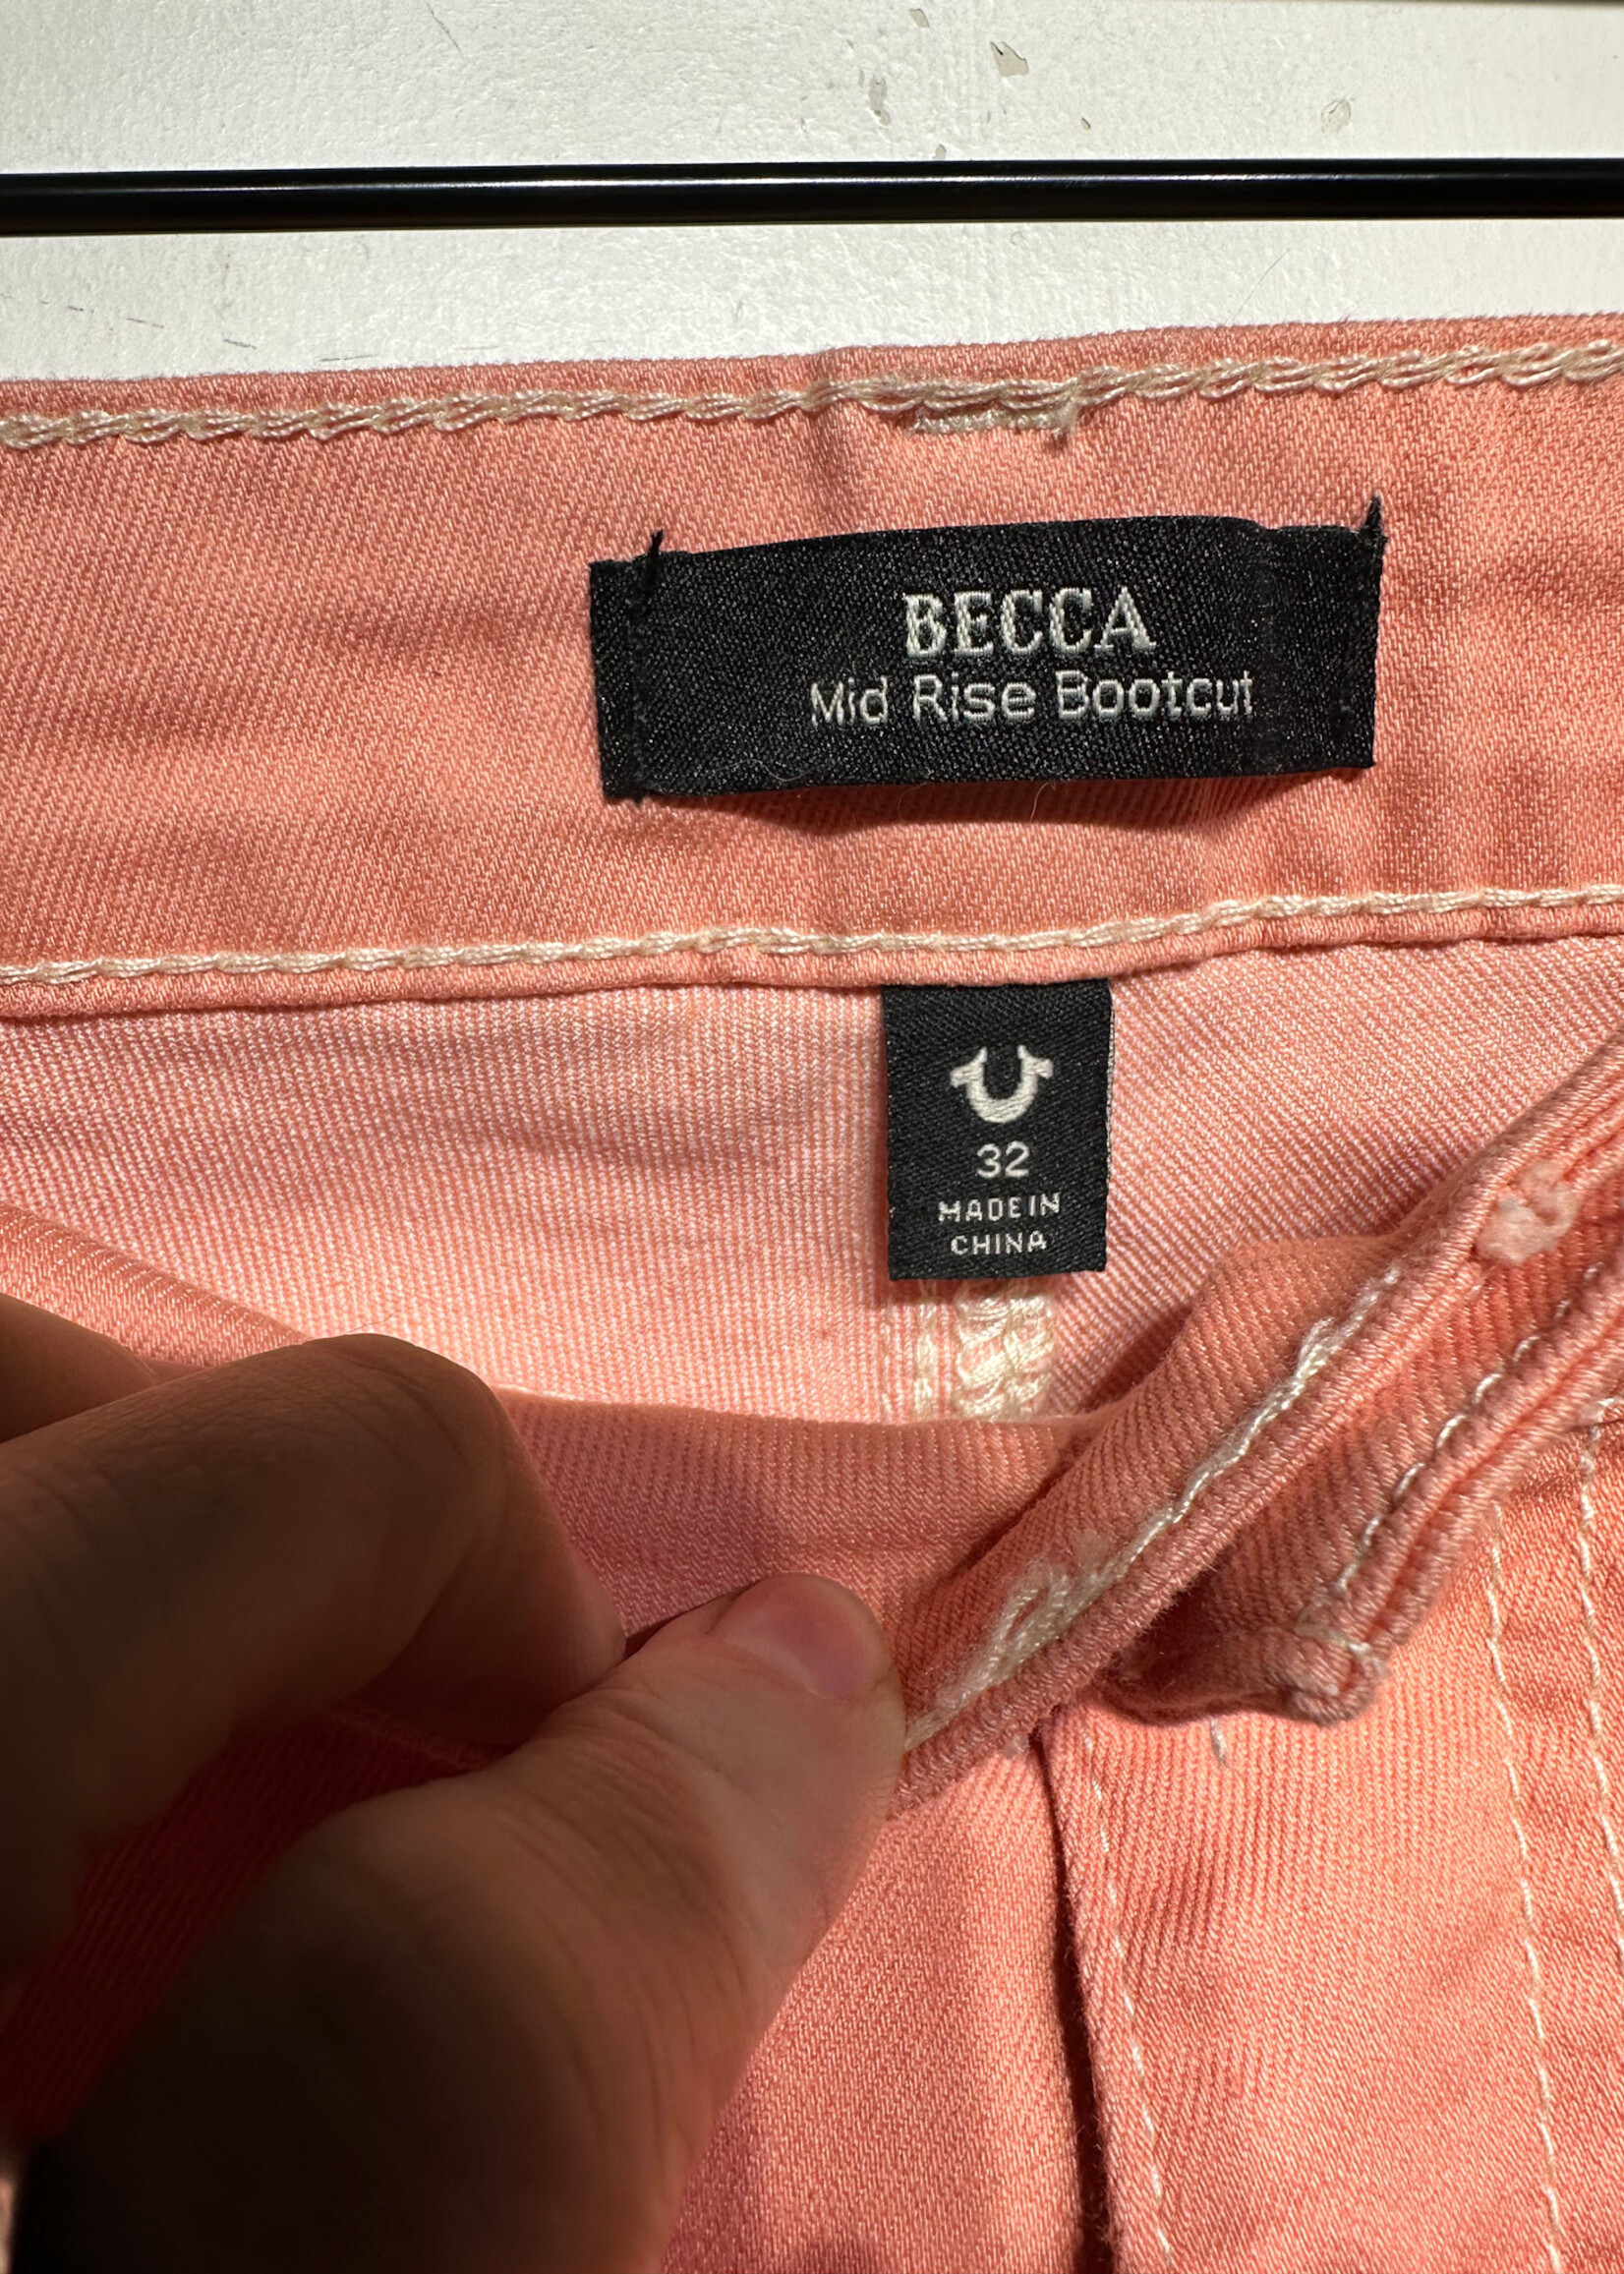 BECCA
Mid Rise Bootcut
32
MADE IN
CHINA